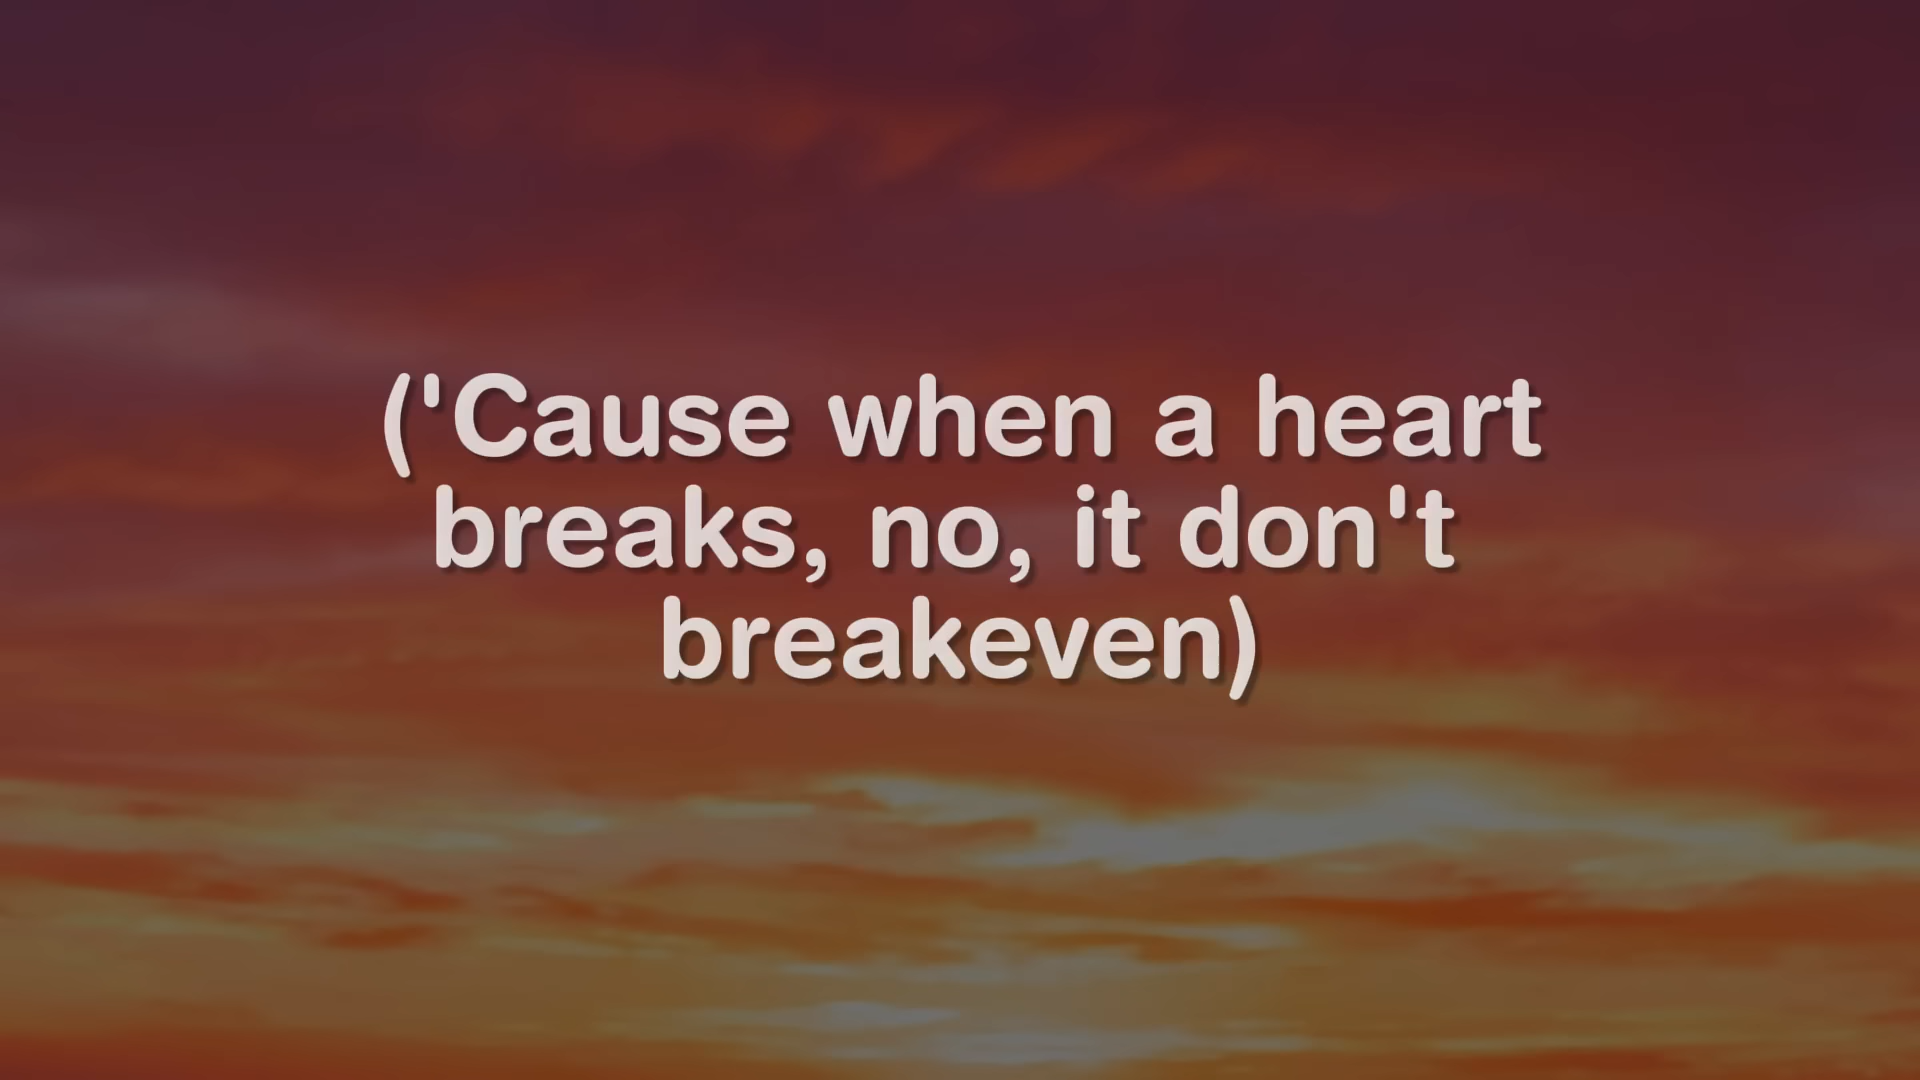 ('Cause when a heart
breaks, no, it don't
breakeven)